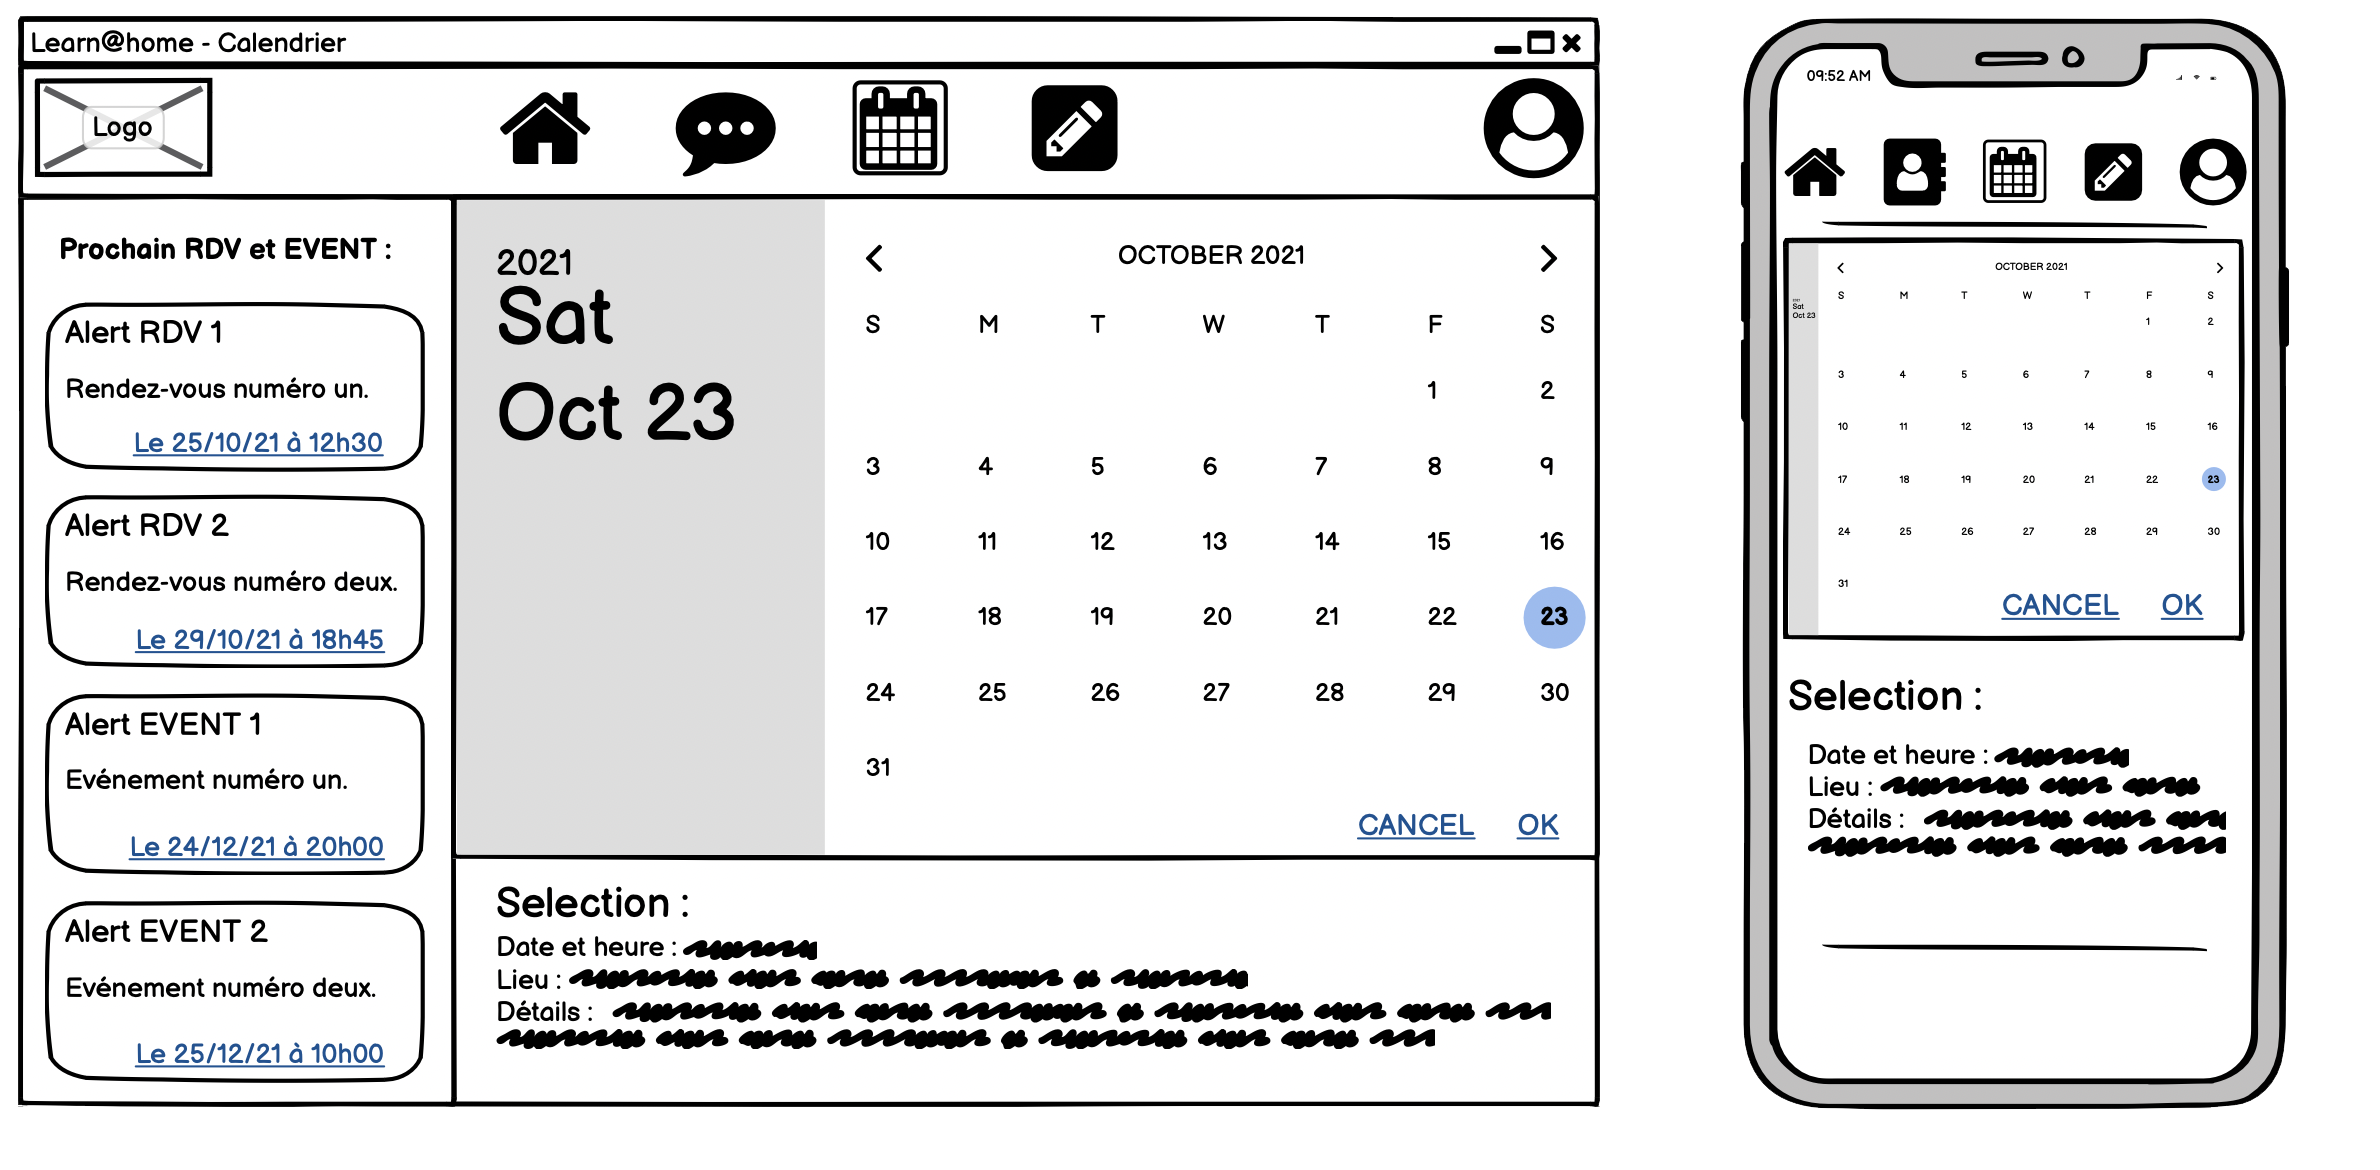 Learn@home - Calendrier
Logo
Prochain RDV et EVENT :
Alert RDV 1
Rendez-vous numéro un.
Le 25/10/21 à 12h30
Alert RDV 2
Rendez-vous numéro deux.
Le 29/10/21 à 18h45
Alert EVENT 1
Evénement numéro un.
Le 24/12/21 à 20h00
Alert EVENT 2
Evénement numéro deux.
Le 25/12/21 à 10h00
2021
Sat
Oct 23
OCTOBER 2021
S M T W T F S
1 2
3 4 5 6 7 8 9
10 11 12 13 14 15 16
17 18 19 20 21 22 23
24 25 26 27 28 29 30
31
CANCEL OK
Selection :
Date et heure :
Lieu :
Détails :
09:52 AM
Sat
Oct 23
OCTOBER 2021
S M T W T F S
1 2
3 4 5 6 7 8 9
10 11 12 13 14 15 16
17 18 19 20 21 22 23
24 25 26 27 28 29 30
31
CANCEL OK
Selection :
Date et heure :
Lieu :
Détails :